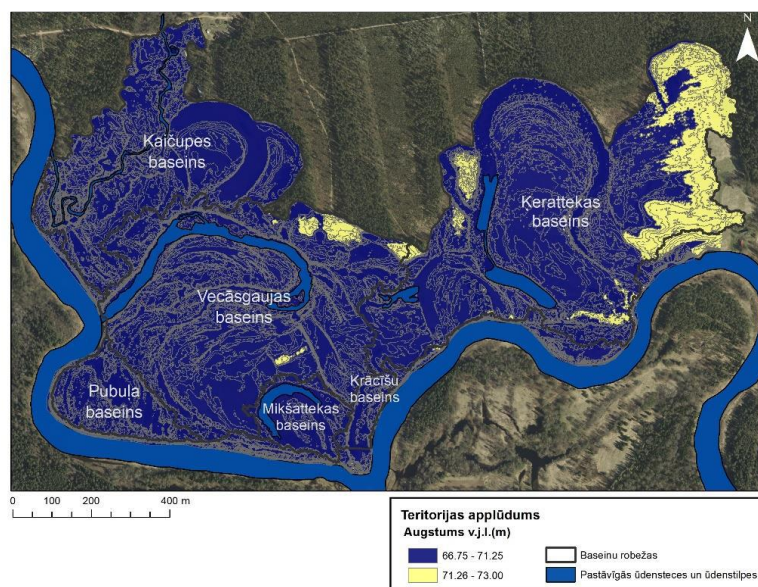 N
Kaičupes
baseins
Kerattekas
baseins
Vecāsgaujas
baseins
Pubuļa
baseins
Mikšattekas
baseins
Krācīšu
baseins
0 100 200 400 m
Teritorijas applūdums
Augstums v.j.l.(m)
66.75 - 71.25
71.26 - 73.00
Baseinu robežas
Pastāvīgās ūdensteces un ūdenstilpes